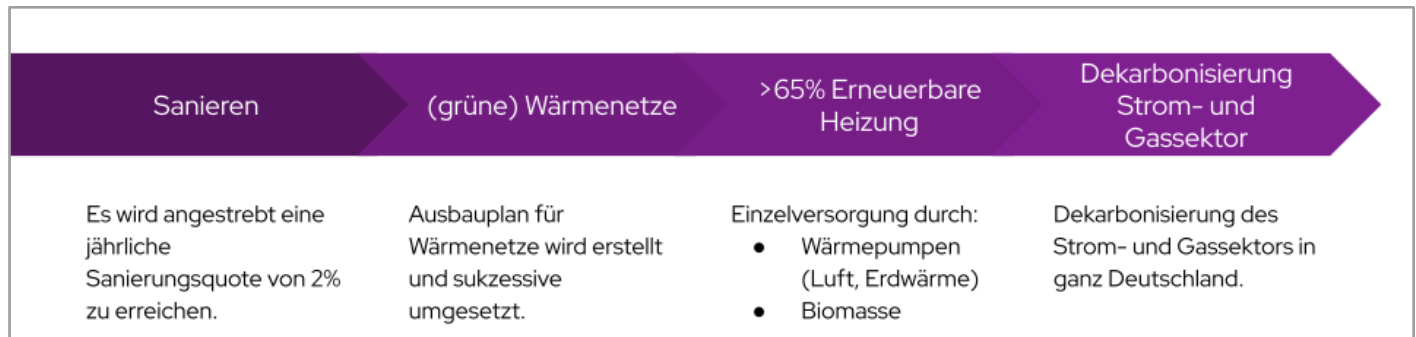 Sanieren
(grüne) Wärmenetze
>65% Erneuerbare
Heizung
Dekarbonisierung
Strom- und
Gassektor
Es wird angestrebt eine
jährliche
Sanierungsquote von 2%
zu erreichen.
Ausbauplan für
Wärmenetze wird erstellt
und sukzessive
umgesetzt.
Einzelversorgung durch:
● Wärmepumpen
(Luft, Erdwärme)
● Biomasse
Dekarbonisierung des
Strom- und Gassektors in
ganz Deutschland.